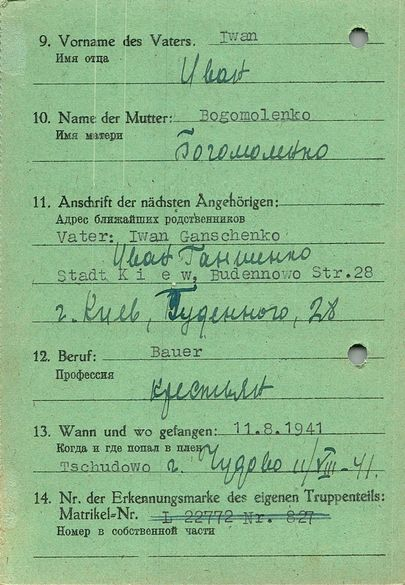 9. Vorname des Vaters. Iwan
Имя отца
Иван
10. Name der Mutter: Bogomolenko
Имя матери
Богомоленко
11. Anschrift der nächsten Angehörigen:
Адрес ближайших родственников
Vater: Iwan Ganschenko
Иван Ганшенко
Stadt K i e w, Budennowo Str.28
г. Киев, Буденного, 28
12. Beruf: Bauer
Профессия
крестьян
13. Wann und wo gefangen: 11.8.1941
Когда и где попал в плен
Tschudowo г. Чудово 11/VIII-41.
14. Nr. der Erkennungsmarke des eigenen Truppenteils:
Matrikel-Nr. L 22772 Nr. 827
Номер в собственной части